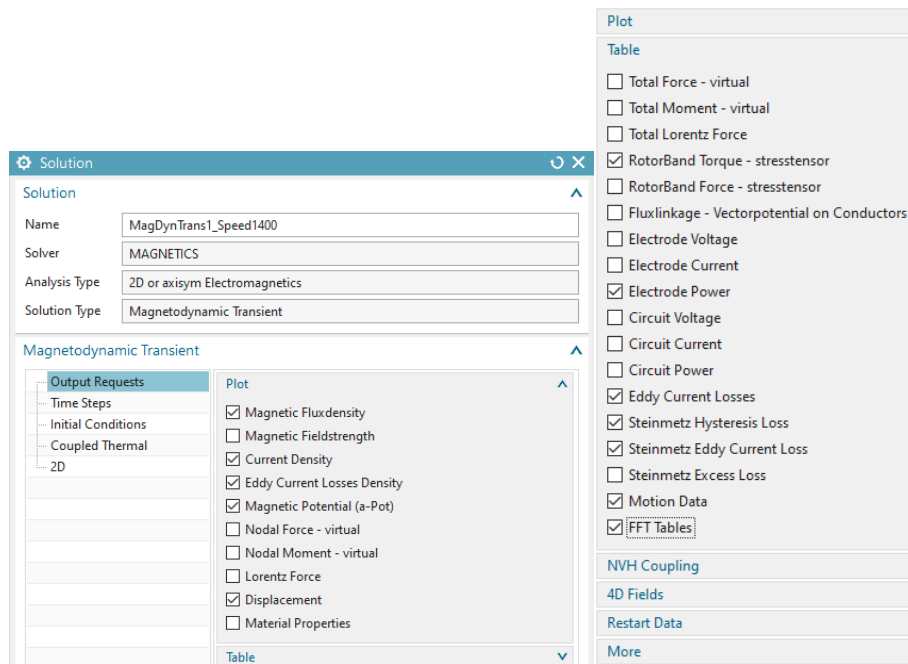 Solution
Solution
Name MagDynTrans1_Speed1400
Solver MAGNETICS
Analysis Type 2D or axisym Electromagnetics
Solution Type Magnetodynamic Transient
Magnetodynamic Transient
Output Requests
Time Steps
Initial Conditions
Coupled Thermal
2D
Plot
Magnetic Fluxdensity
Magnetic Fieldstrength
Current Density
Eddy Current Losses Density
Magnetic Potential (a-Pot)
Nodal Force - virtual
Nodal Moment - virtual
Lorentz Force
Displacement
Material Properties
Table
Plot
Table
Total Force - virtual
Total Moment - virtual
Total Lorentz Force
RotorBand Torque - stresstensor
RotorBand Force - stresstensor
Fluxlinkage - Vectorpotential on Conductors
Electrode Voltage
Electrode Current
Electrode Power
Circuit Voltage
Circuit Current
Circuit Power
Eddy Current Losses
Steinmetz Hysteresis Loss
Steinmetz Eddy Current Loss
Steinmetz Excess Loss
Motion Data
FFT Tables
NVH Coupling
4D Fields
Restart Data
More